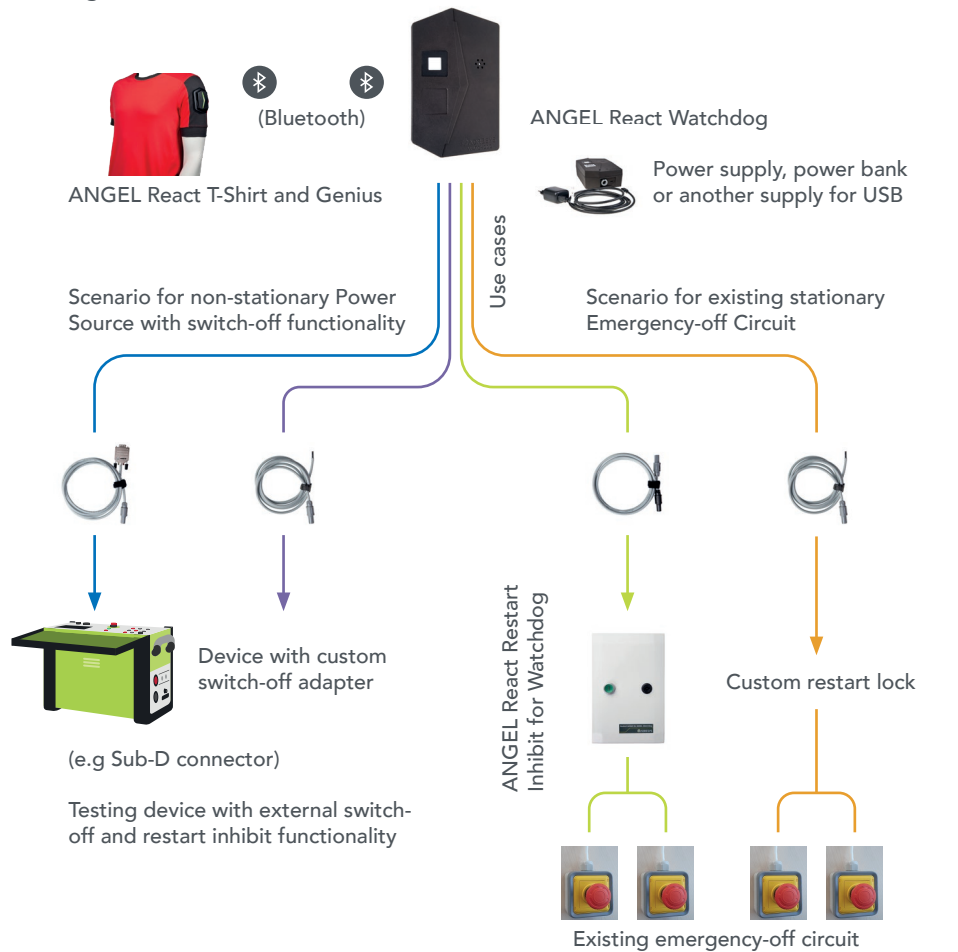 (Bluetooth)
ANGEL React Watchdog
ANGEL React T-Shirt and Genius
Power supply, power bank
or another supply for USB
Use cases
Scenario for non-stationary Power
Source with switch-off functionality
Scenario for existing stationary
Emergency-off Circuit
Device with custom
switch-off adapter
(e.g Sub-D connector)
Testing device with external switch-
off and restart inhibit functionality
ANGEL React Restart
Inhibit for Watchdog
Custom restart lock
Existing emergency-off circuit